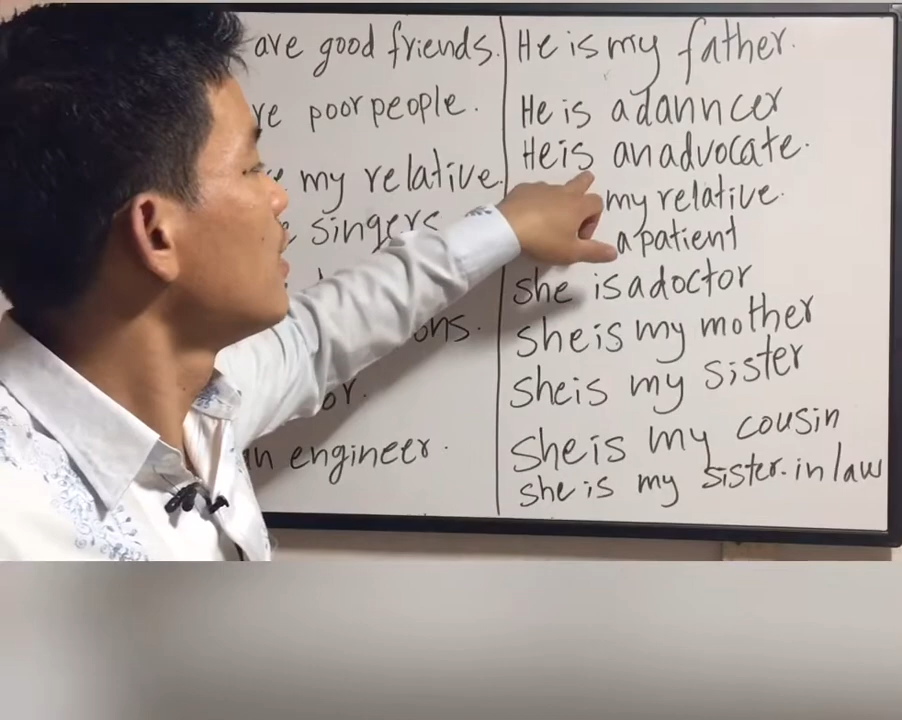 are good friends.
poor people.
my relative.
singers
ons.
or.
engineer.
He is my father.
He is a danncer
He is an advocate.
my relative.
a patient
she is a doctor
She is my mother
She is my sister
She is my cousin
she is my sister-in law